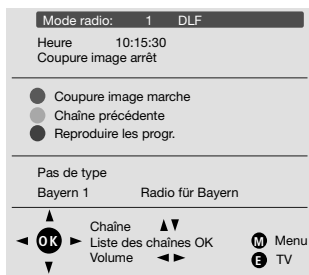 Mode radio: 1 DLF
Heure 10:15:30
Coupure image arrêt
Coupure image marche
Chaîne précédente
Reproduire les progr.
Pas de type
Bayern 1 Radio für Bayern
Chaîne ▲▼
OK Liste des chaînes OK M Menu
Volume ◄► E TV